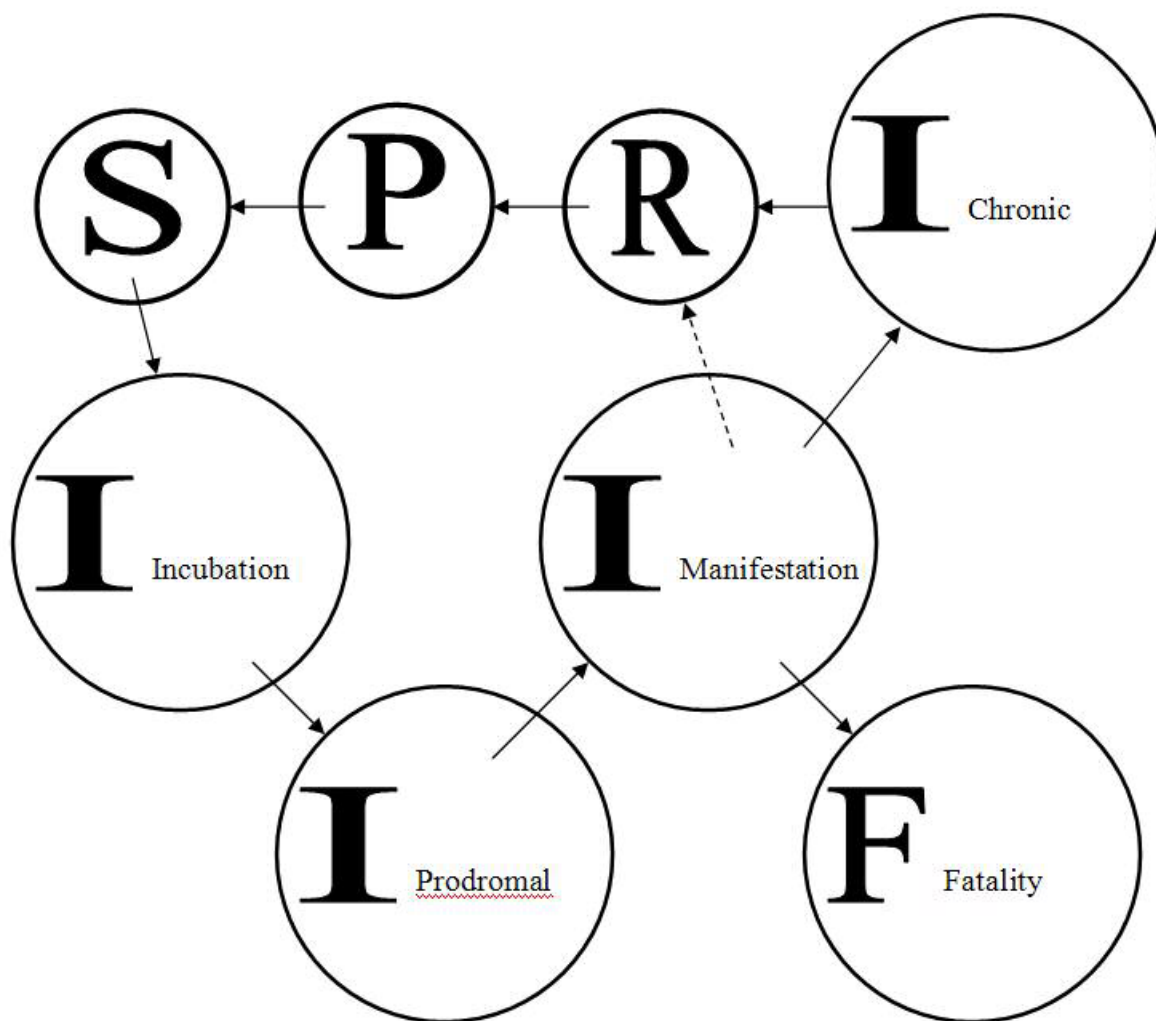 S
P
R
I Chronic
I Incubation
I Manifestation
I Prodromal
F Fatality